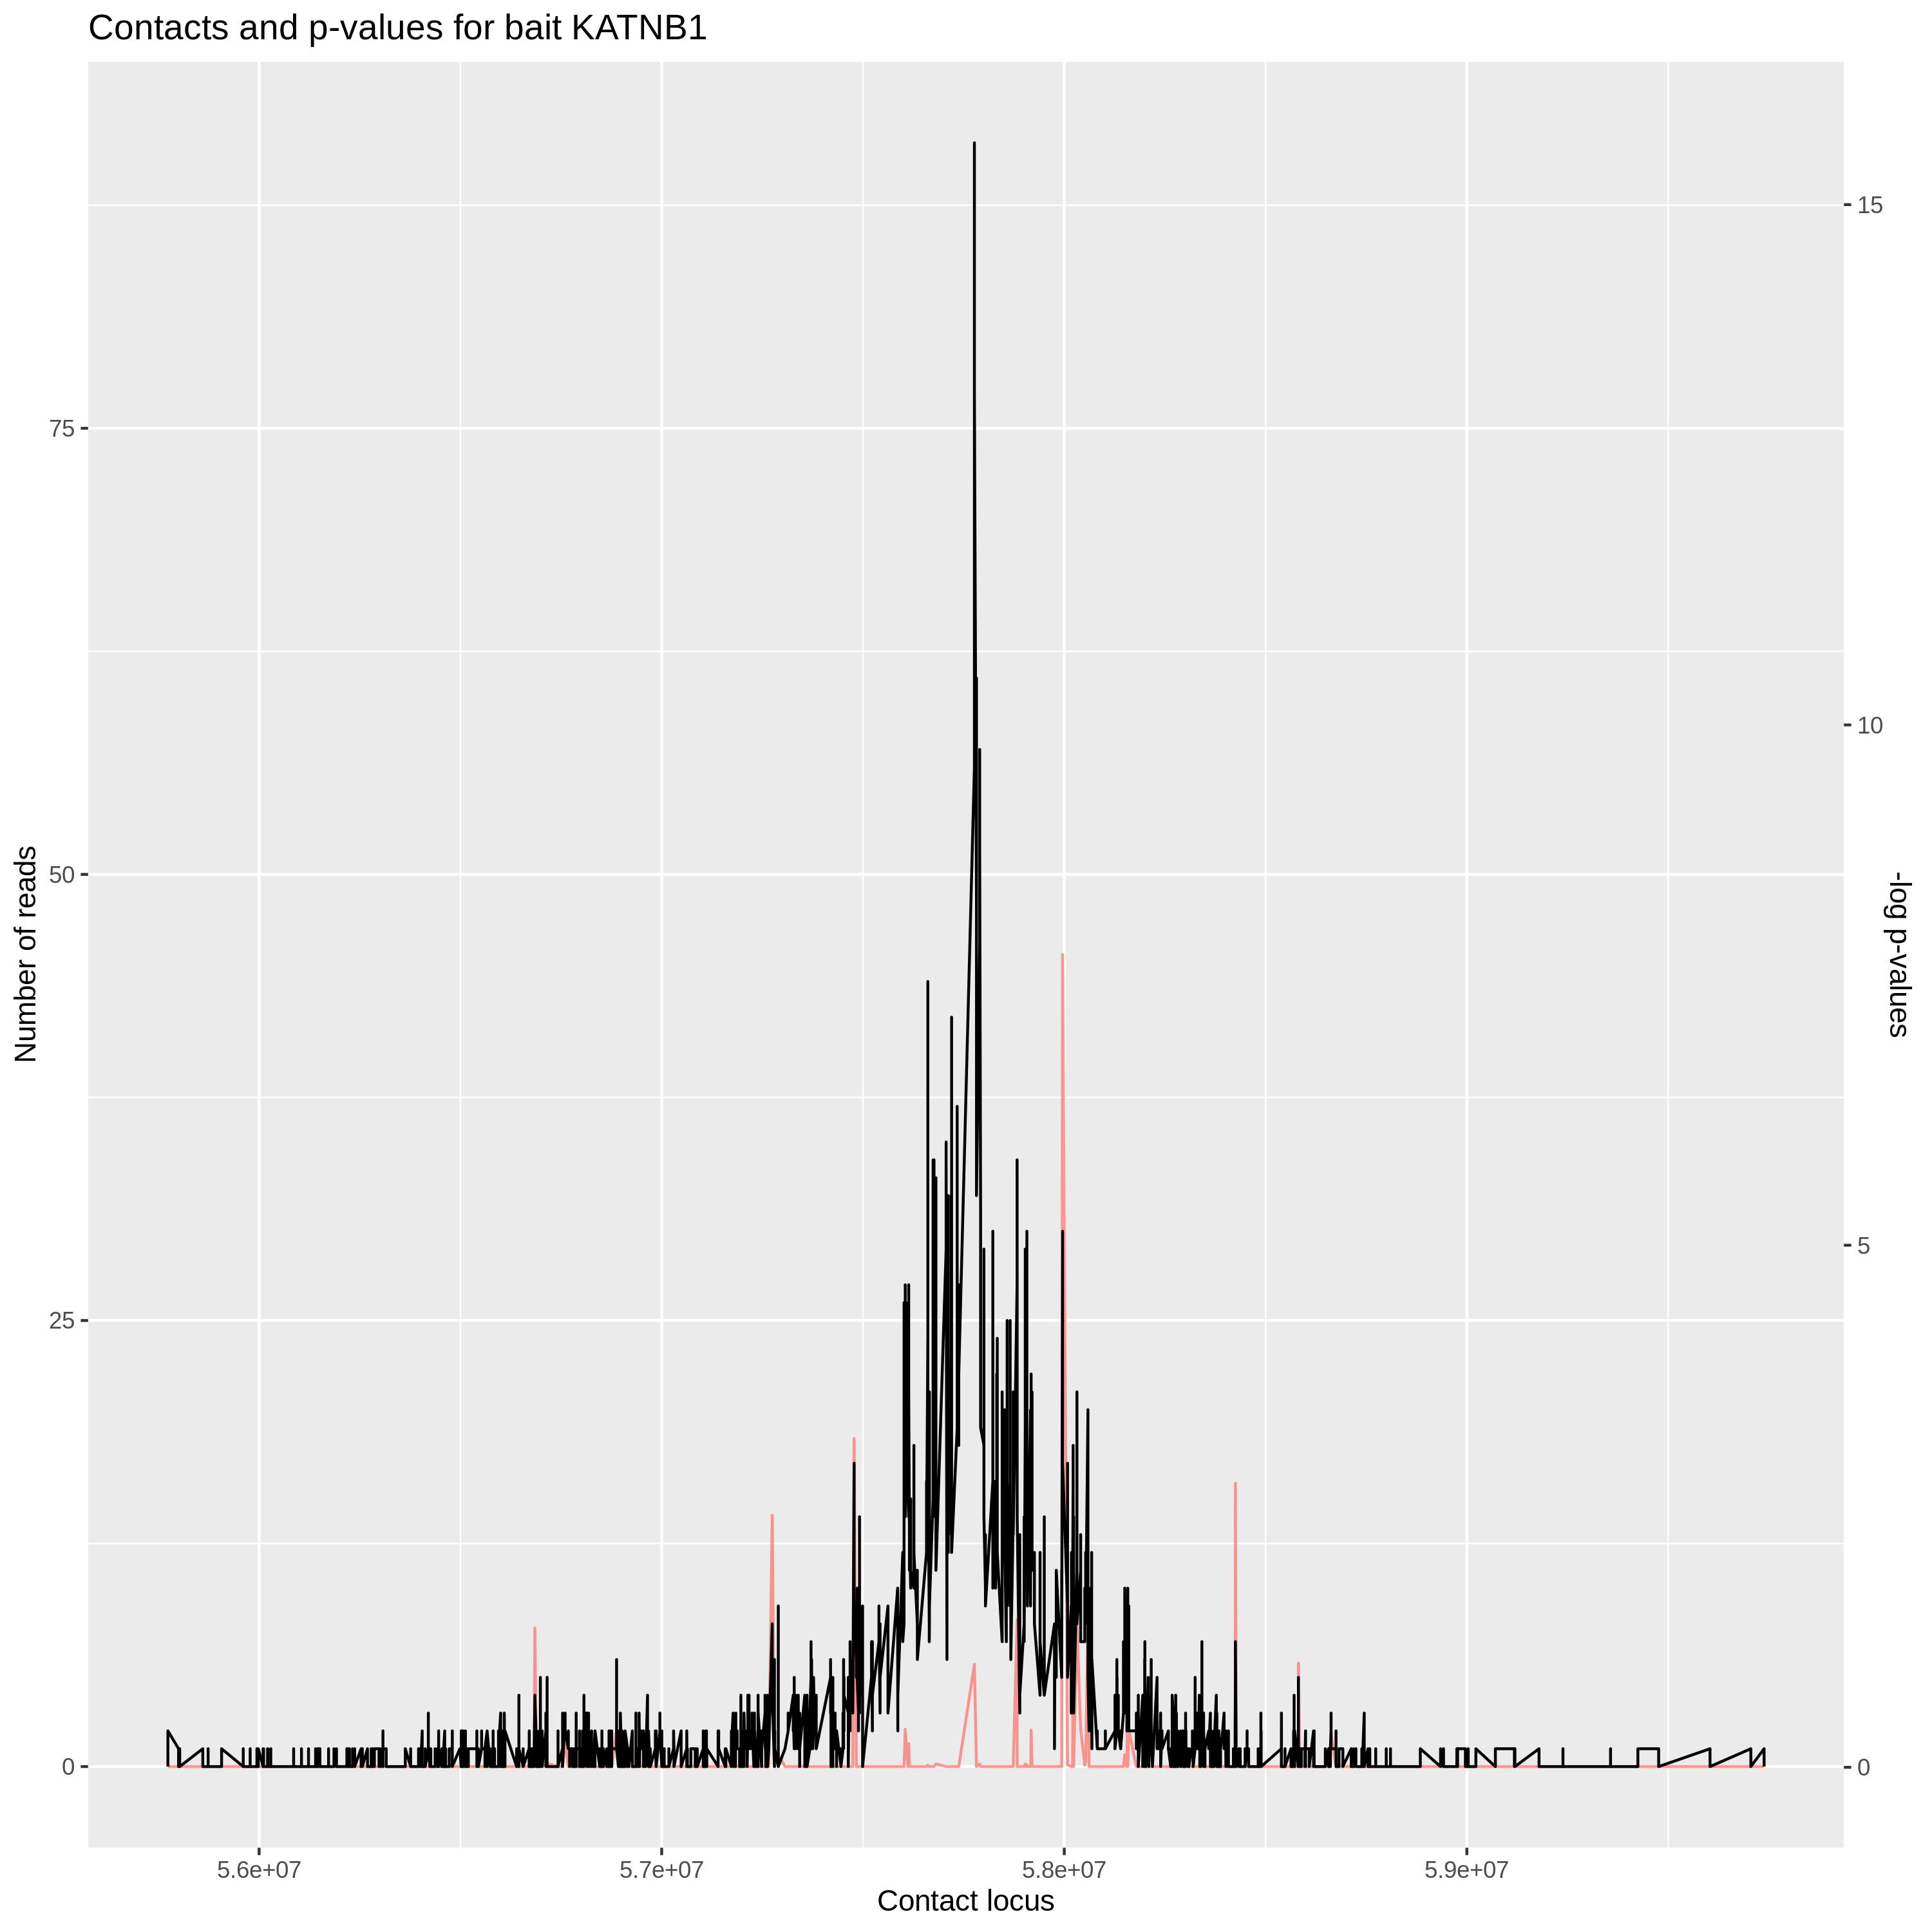 Contacts and p-values for bait KATNB1
Number of reads
75
50
25
0
15
10
5
0
-log p-values
5.6e+07
5.7e+07
5.8e+07
5.9e+07
Contact locus